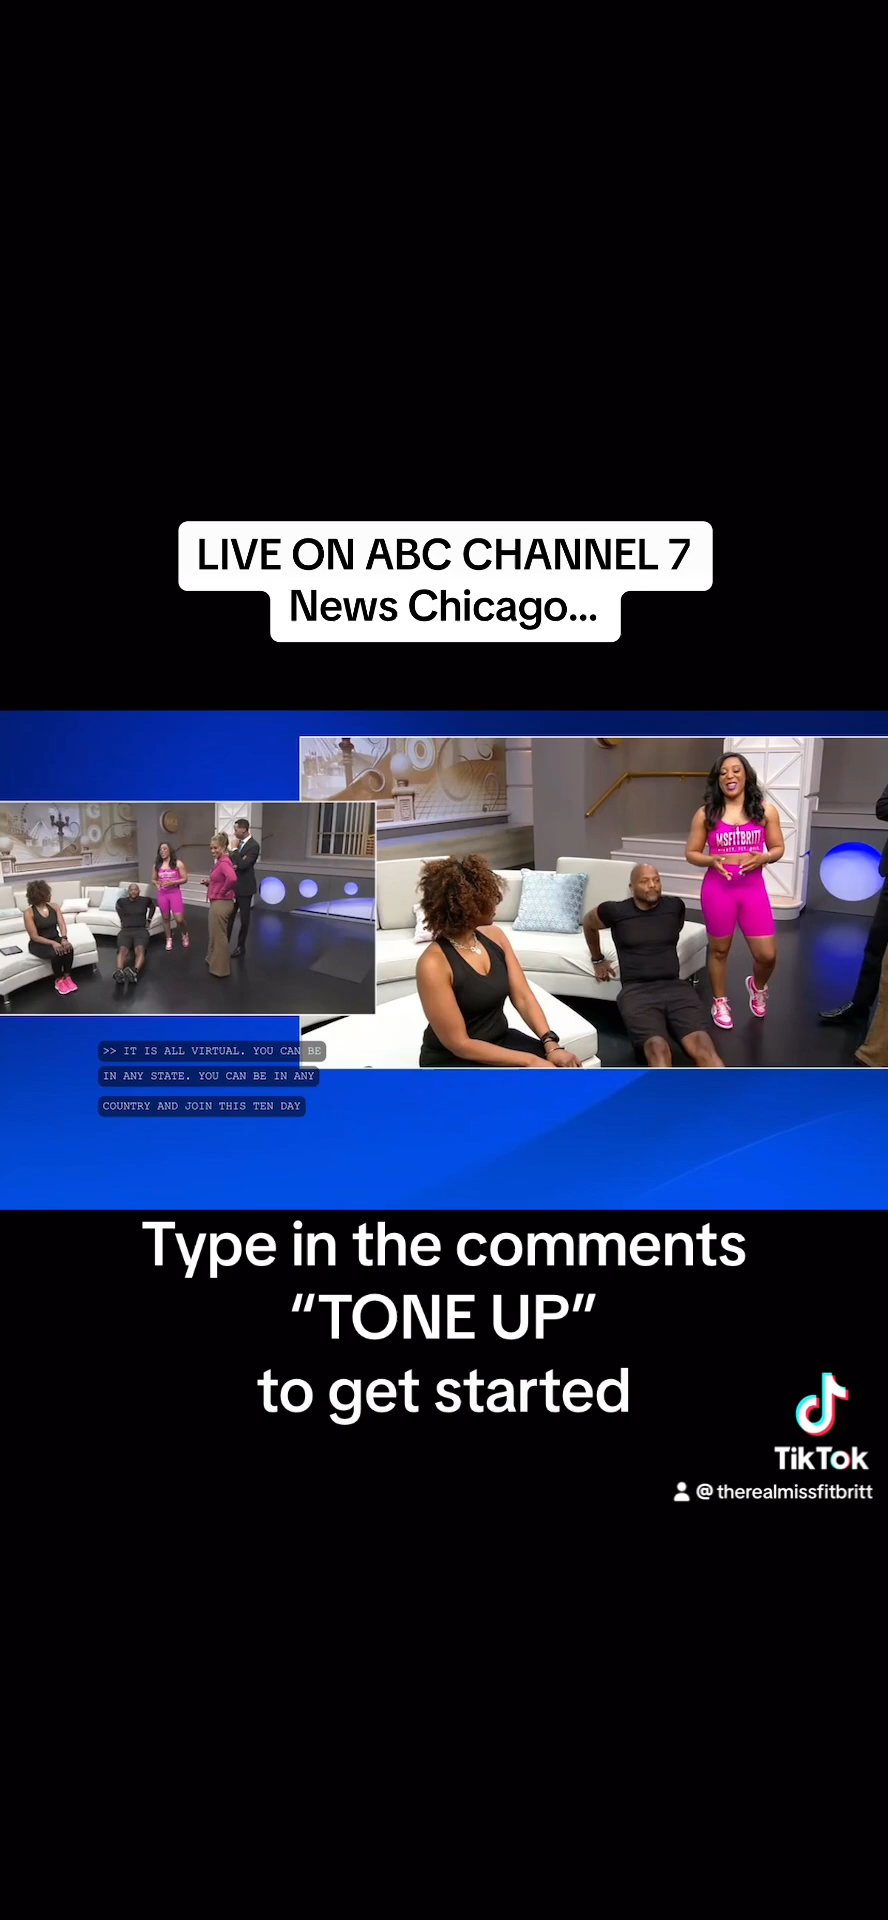 LIVE ON ABC CHANNEL 7
News Chicago...
MSFITBRITT
>> IT IS ALL VIRTUAL. YOU CAN BE
IN ANY STATE. YOU CAN BE IN ANY
COUNTRY AND JOIN THIS TEN DAY
Type in the comments
“TONE UP”
to get started
TikTok
@therealmissfitbritt